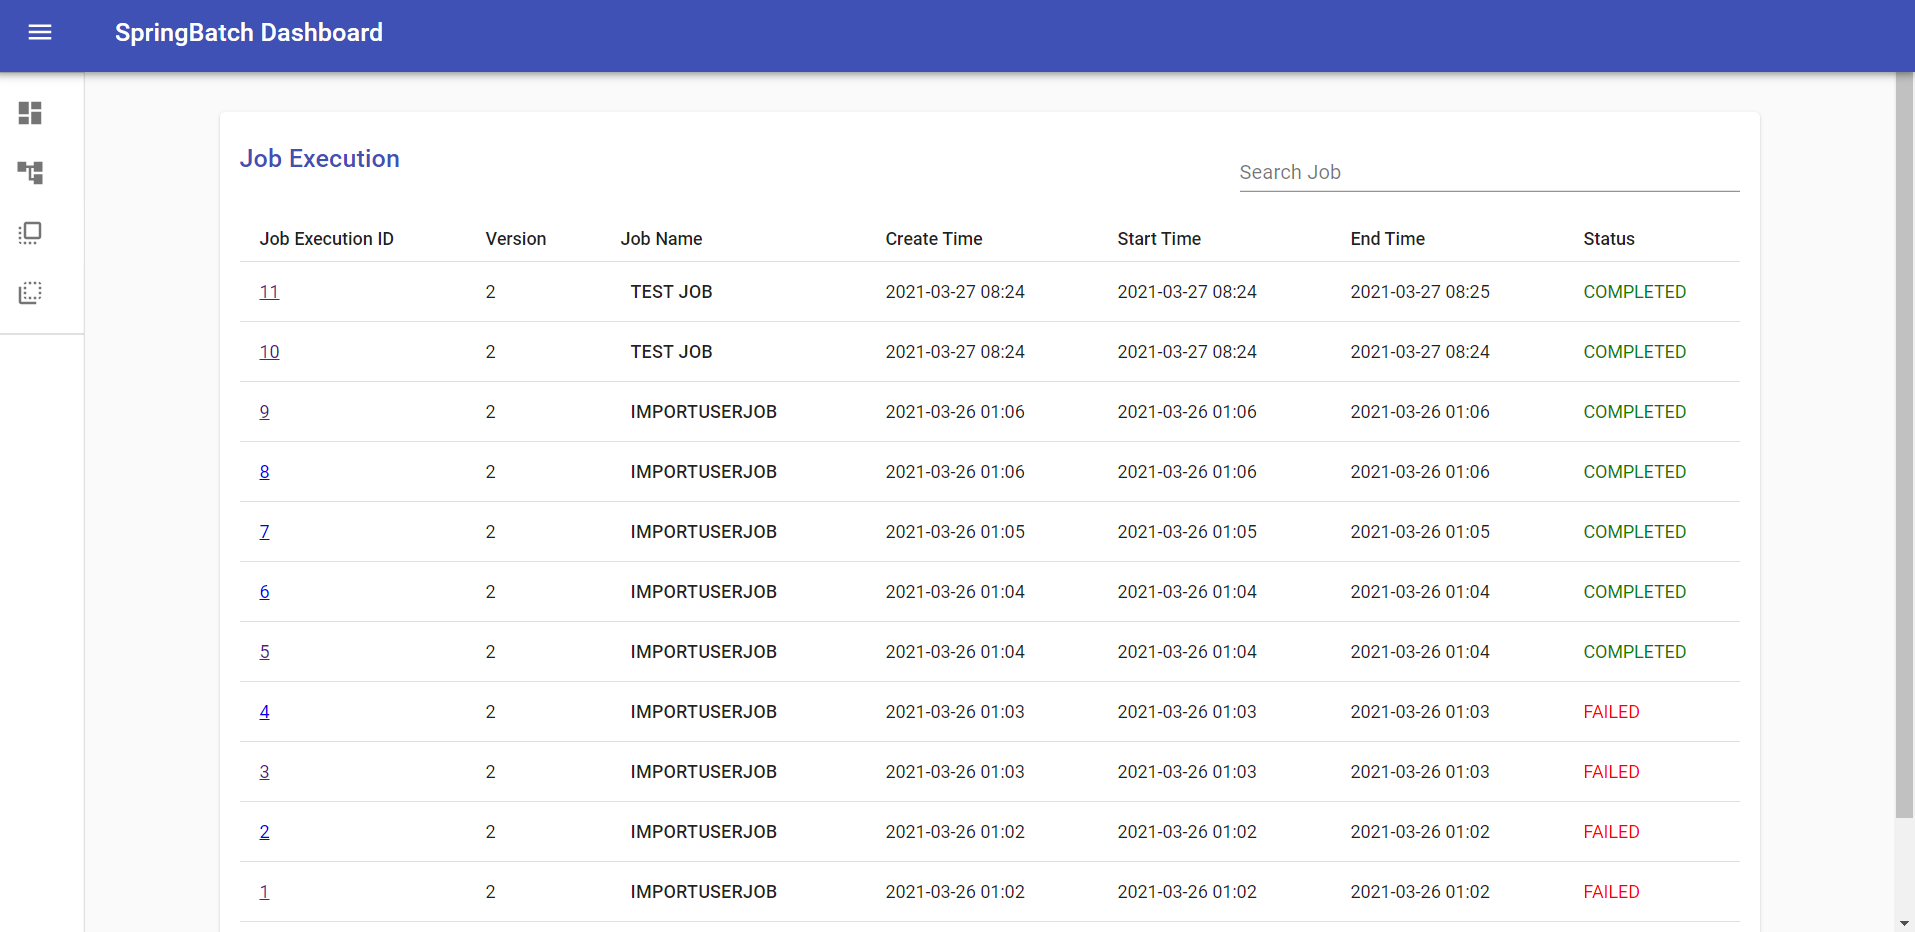 SpringBatch Dashboard
Job Execution
Search Job
Job Execution ID Version Job Name Create Time Start Time End Time Status
11 2 TEST JOB 2021-03-27 08:24 2021-03-27 08:24 2021-03-27 08:25 COMPLETED
10 2 TEST JOB 2021-03-27 08:24 2021-03-27 08:24 2021-03-27 08:24 COMPLETED
9 2 IMPORTUSERJOB 2021-03-26 01:06 2021-03-26 01:06 2021-03-26 01:06 COMPLETED
8 2 IMPORTUSERJOB 2021-03-26 01:06 2021-03-26 01:06 2021-03-26 01:06 COMPLETED
7 2 IMPORTUSERJOB 2021-03-26 01:05 2021-03-26 01:05 2021-03-26 01:05 COMPLETED
6 2 IMPORTUSERJOB 2021-03-26 01:04 2021-03-26 01:04 2021-03-26 01:04 COMPLETED
5 2 IMPORTUSERJOB 2021-03-26 01:04 2021-03-26 01:04 2021-03-26 01:04 COMPLETED
4 2 IMPORTUSERJOB 2021-03-26 01:03 2021-03-26 01:03 2021-03-26 01:03 FAILED
3 2 IMPORTUSERJOB 2021-03-26 01:03 2021-03-26 01:03 2021-03-26 01:03 FAILED
2 2 IMPORTUSERJOB 2021-03-26 01:02 2021-03-26 01:02 2021-03-26 01:02 FAILED
1 2 IMPORTUSERJOB 2021-03-26 01:02 2021-03-26 01:02 2021-03-26 01:02 FAILED